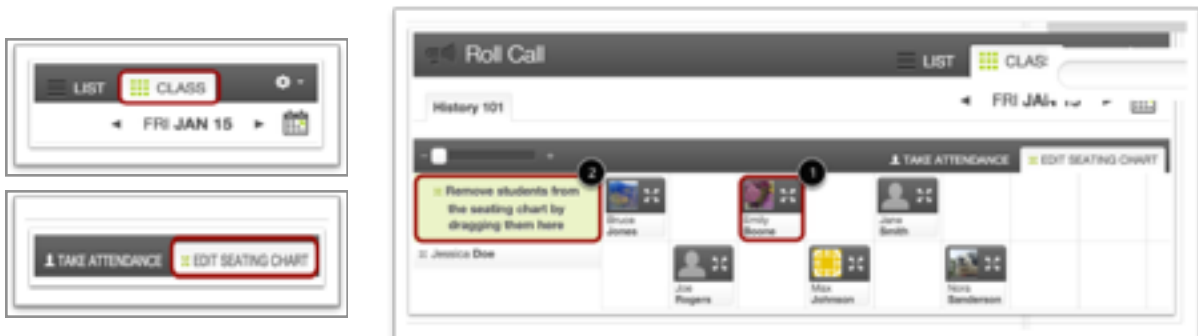 LIST CLASS
FRI JAN 15
TAKE ATTENDANCE EDIT SEATING CHART
Roll Call
LIST
History 101
FRI
- +
TAKE ATTENDANCE EDIT SEATING CHART
2
1
Remove students from
the seating chart by
dragging them here
Bruce
Jones
Emily
Boone
Jane
Smith
Jessica Doe
Joe
Rogers
Max
Johnson
Nora
Sanderson